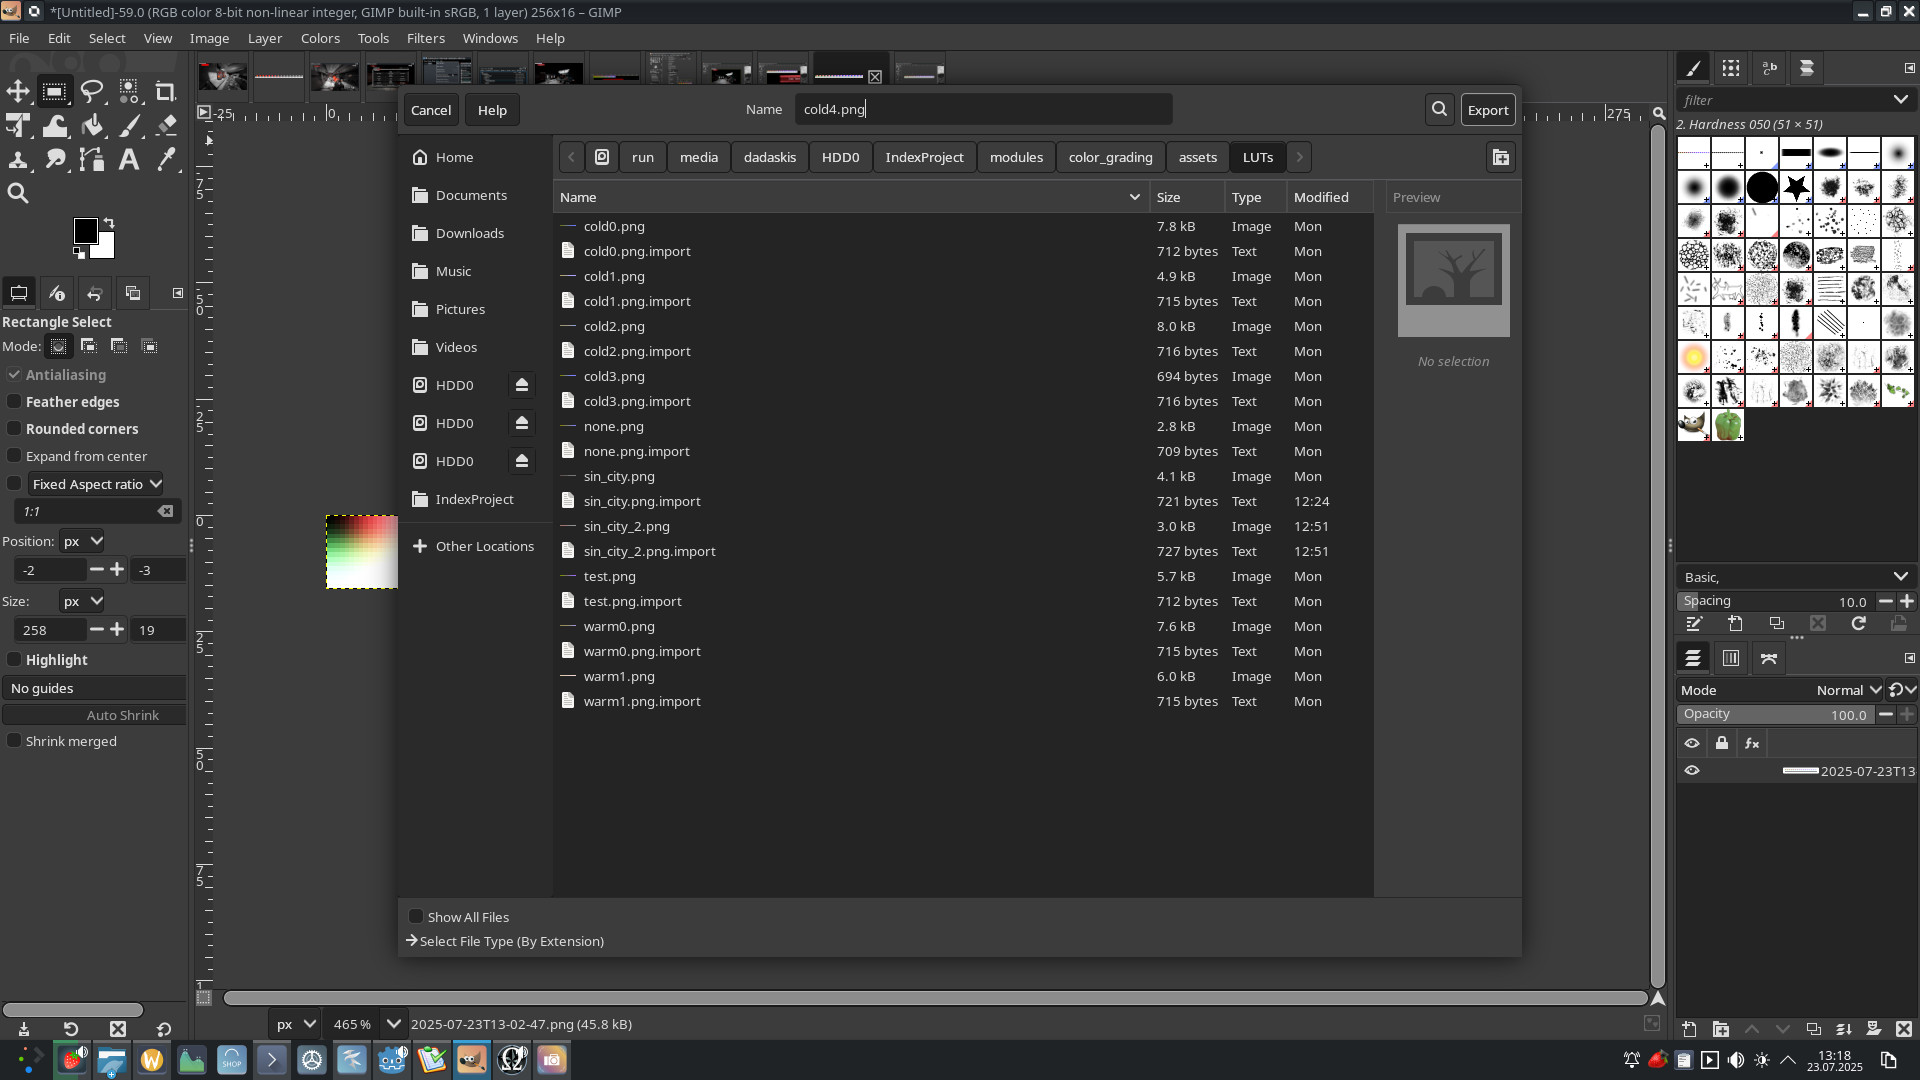 *[Untitled]-59.0 (RGB color 8-bit non-linear integer, GIMP built-in sRGB, 1 layer) 256x16 – GIMP
File Edit Select View Image Layer Colors Tools Filters Windows Help
-25 0 275
Cancel Help Name cold4.png Export
filter
2. Hardness 050 (51 × 51)
Home
Documents
Downloads
Music
Pictures
Videos
HDD0
HDD0
HDD0
IndexProject
Other Locations
run media dadaskis HDD0 IndexProject modules color_grading assets LUTs
Name Size Type Modified
cold0.png 7.8 kB Image Mon
cold0.png.import 712 bytes Text Mon
cold1.png 4.9 kB Image Mon
cold1.png.import 715 bytes Text Mon
cold2.png 8.0 kB Image Mon
cold2.png.import 716 bytes Text Mon
cold3.png 694 bytes Image Mon
cold3.png.import 716 bytes Text Mon
none.png 2.8 kB Image Mon
none.png.import 709 bytes Text Mon
sin_city.png 4.1 kB Image Mon
sin_city.png.import 721 bytes Text 12:24
sin_city_2.png 3.0 kB Image 12:51
sin_city_2.png.import 727 bytes Text 12:51
test.png 5.7 kB Image Mon
test.png.import 712 bytes Text Mon
warm0.png 7.6 kB Image Mon
warm0.png.import 715 bytes Text Mon
warm1.png 6.0 kB Image Mon
warm1.png.import 715 bytes Text Mon
Preview
No selection
Show All Files
Select File Type (By Extension)
Rectangle Select
Mode:
Antialiasing
Feather edges
Rounded corners
Expand from center
Fixed Aspect ratio
1:1
Position: px
-2 -3
Size: px
258 19
Highlight
No guides
Auto Shrink
Shrink merged
75
50
25
0
25
50
75
1
Basic,
Spacing 10.0
Mode Normal
Opacity 100.0
fx
2025-07-23T13
px 465 % 2025-07-23T13-02-47.png (45.8 kB)
SHOP
13:18
23.07.2025